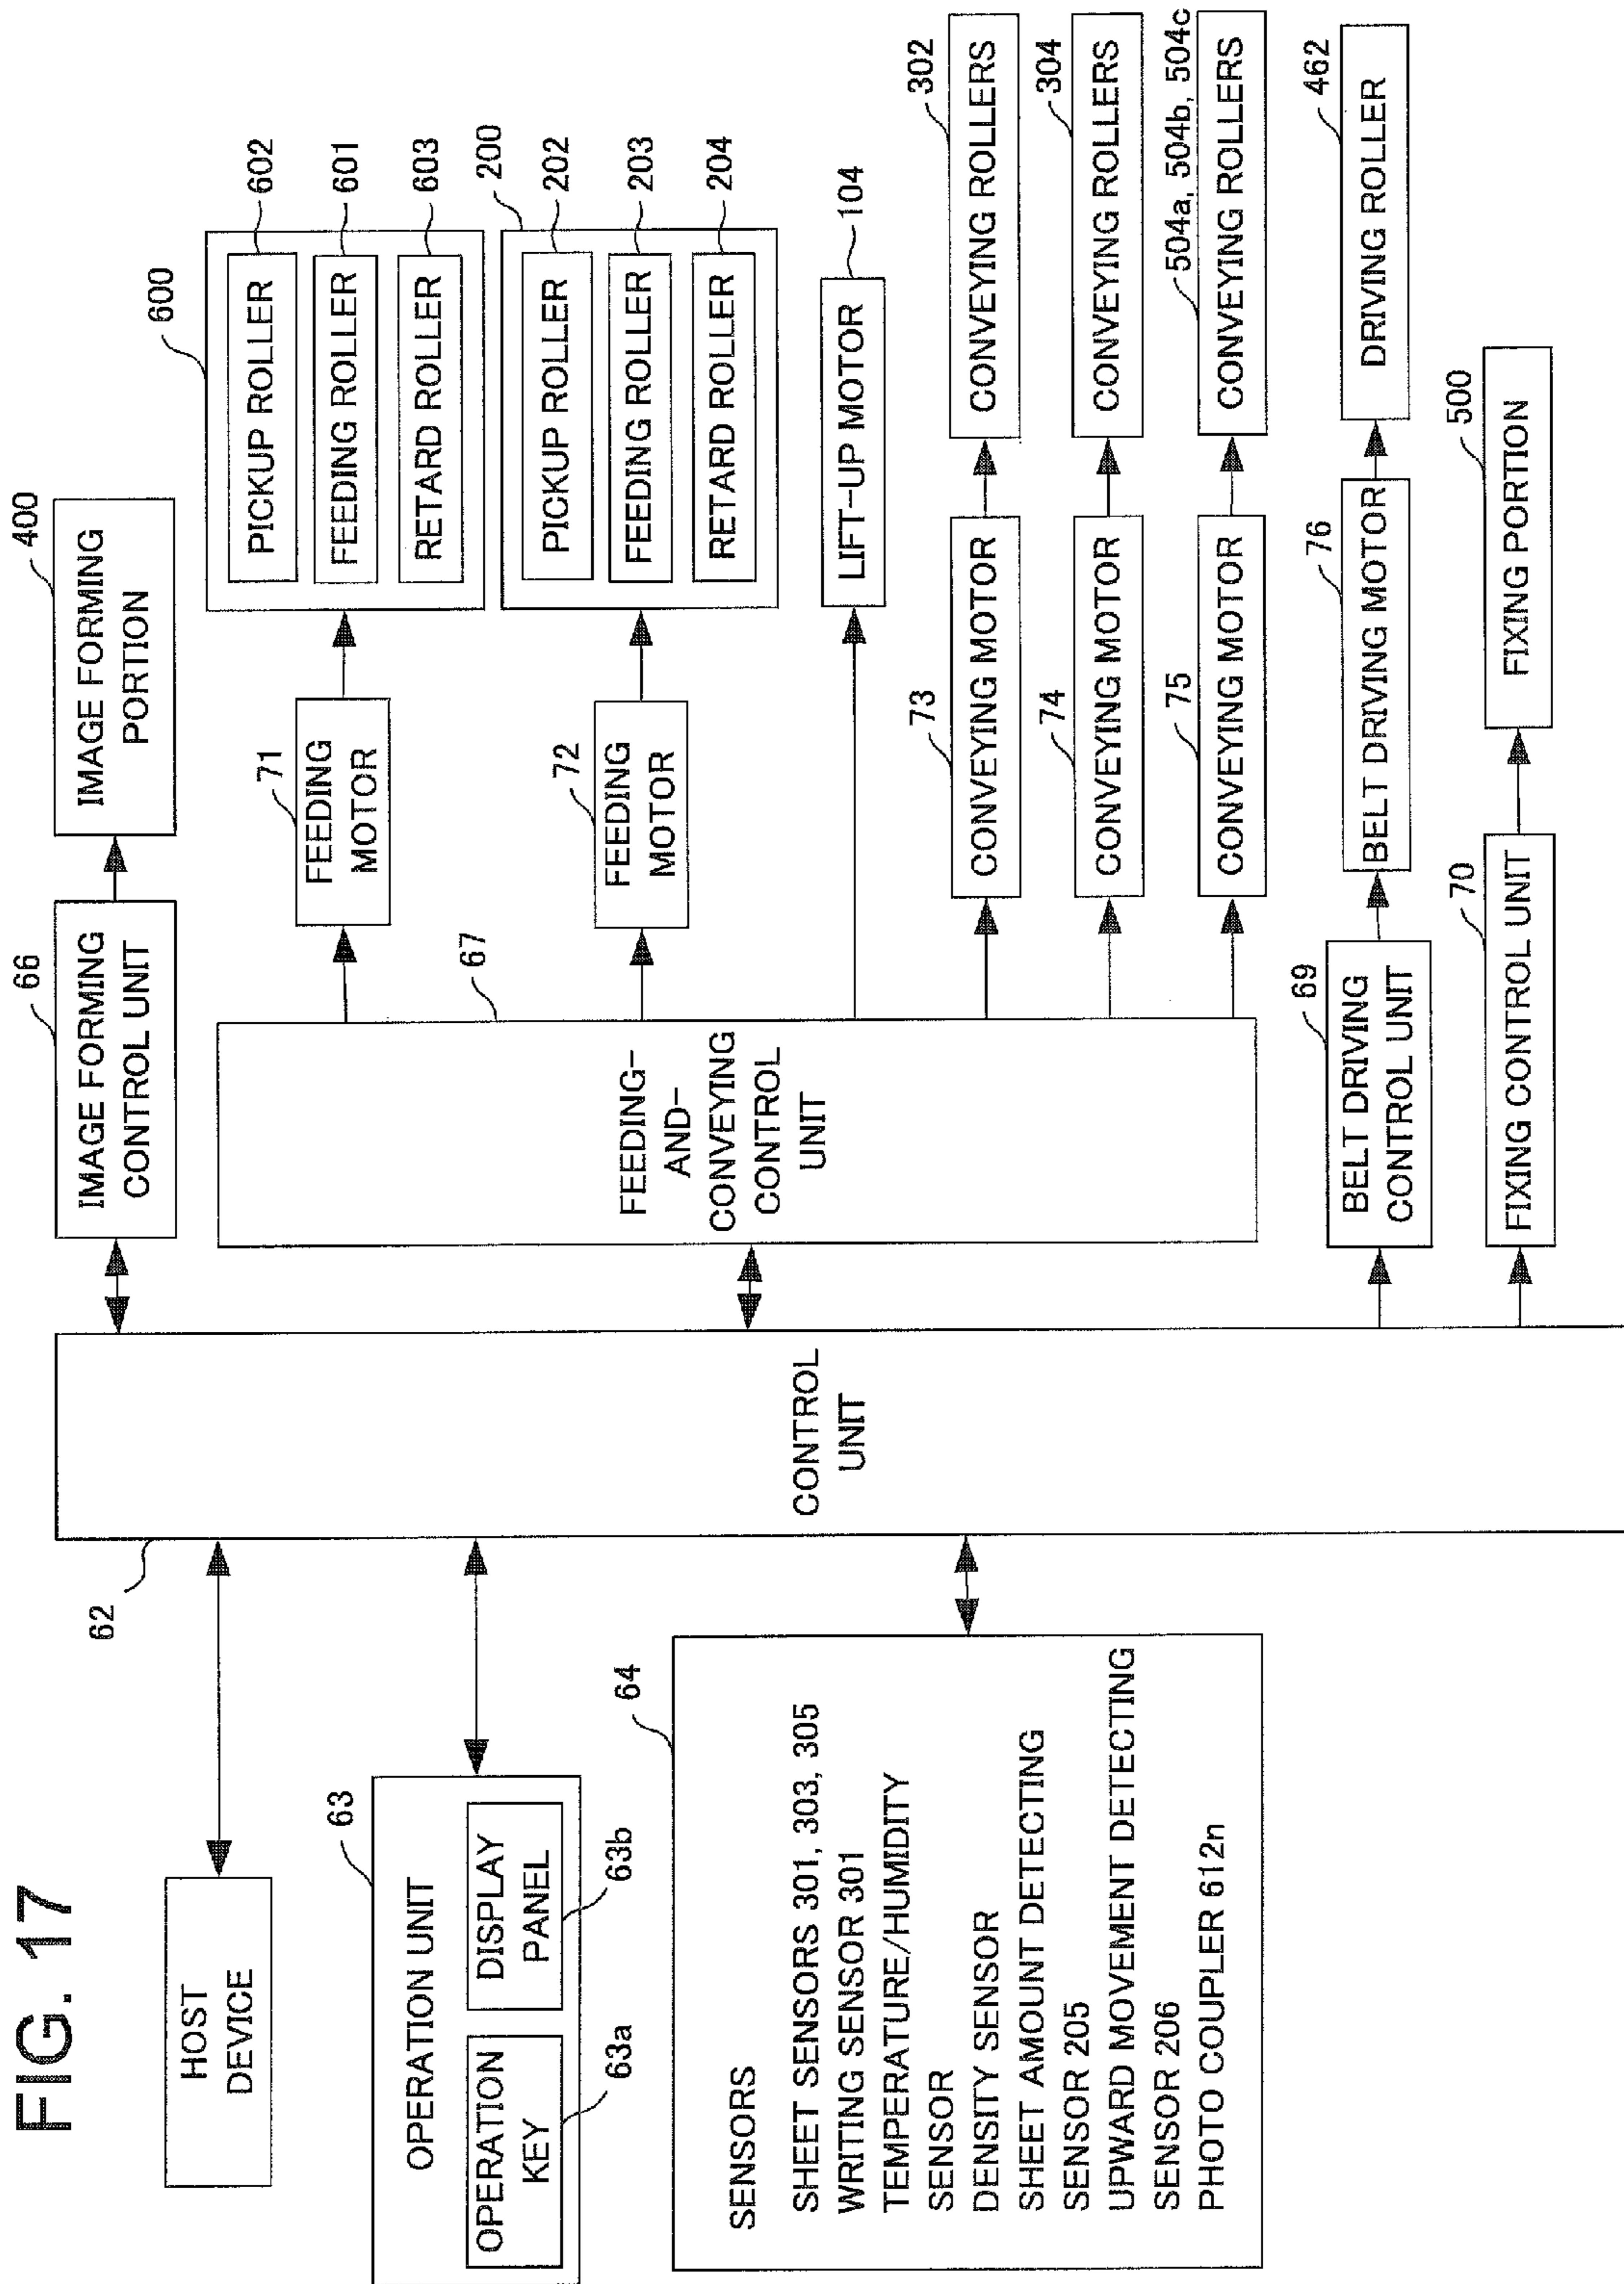 FIG. 17
HOST
DEVICE
62
63
OPERATION UNIT
OPERATION
KEY
DISPLAY
PANEL
63a
63b
64
SENSORS
SHEET SENSORS 301, 303, 305
WRITING SENSOR 301
TEMPERATURE/HUMIDITY
SENSOR
DENSITY SENSOR
SHEET AMOUNT DETECTING
SENSOR 205
UPWARD MOVEMENT DETECTING
SENSOR 206
PHOTO COUPLER 612n
CONTROL
UNIT
66
IMAGE FORMING
CONTROL UNIT
400
IMAGE FORMING
PORTION
67
FEEDING-
AND-
CONVEYING
CONTROL
UNIT
71
FEEDING
MOTOR
600
PICKUP ROLLER
602
FEEDING ROLLER
601
RETARD ROLLER
603
72
FEEDING
MOTOR
200
PICKUP ROLLER
202
FEEDING ROLLER
203
RETARD ROLLER
204
LIFT-UP MOTOR
104
73
CONVEYING MOTOR
302
CONVEYING ROLLERS
74
CONVEYING MOTOR
304
CONVEYING ROLLERS
75
CONVEYING MOTOR
504a, 504b, 504c
CONVEYING ROLLERS
69
BELT DRIVING
CONTROL UNIT
76
BELT DRIVING MOTOR
462
DRIVING ROLLER
70
FIXING CONTROL UNIT
500
FIXING PORTION